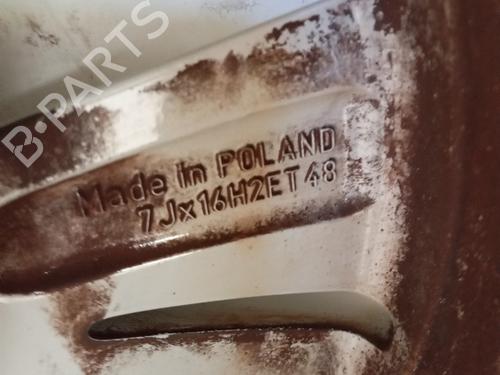 B-PARTS
Made in POLAND
7Jx16H2ET48